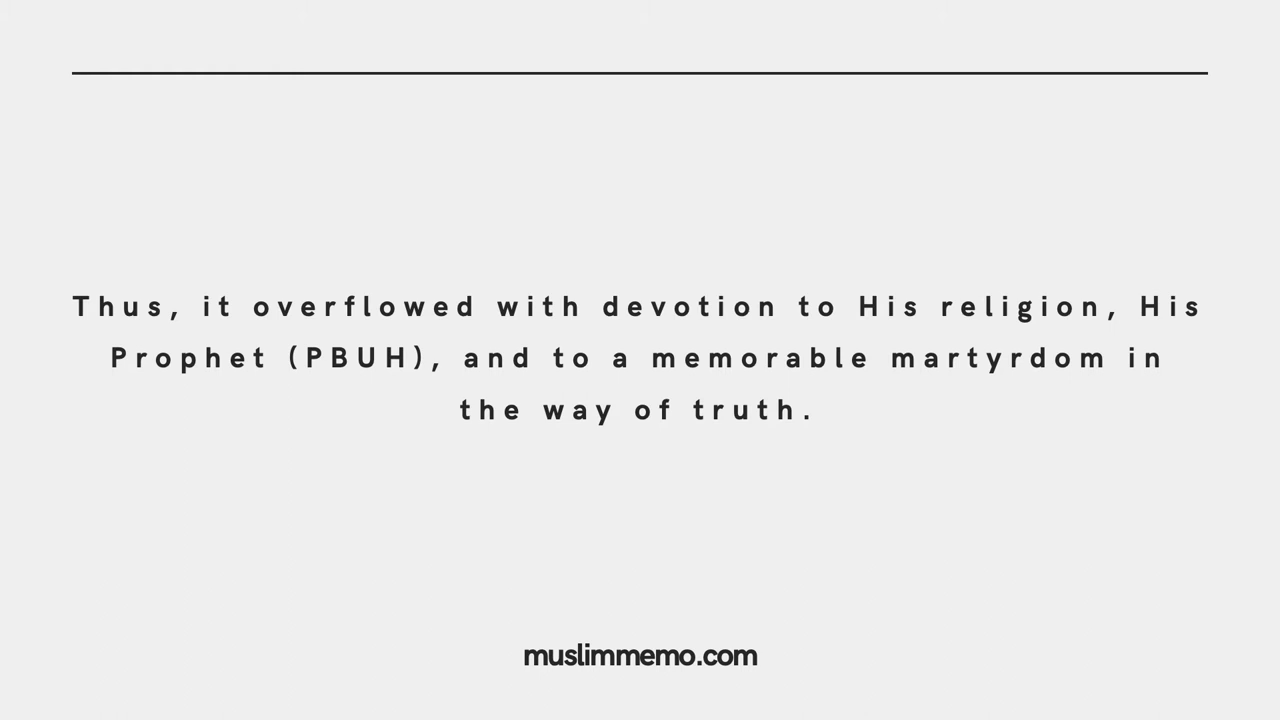 Thus, it overflowed with devotion to His religion, His
Prophet (PBUH), and to a memorable martyrdom in
the way of truth.
muslimmemo.com